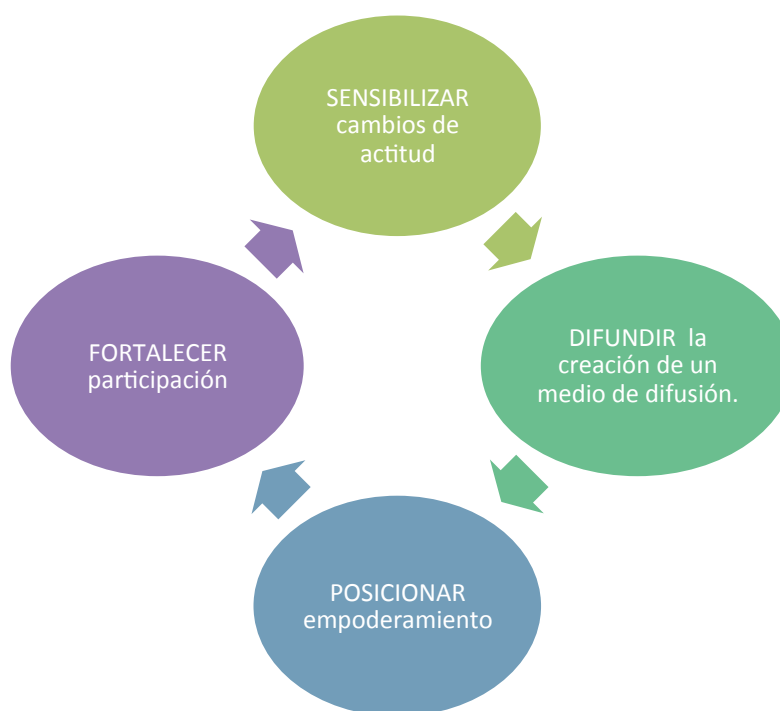 SENSIBILIZAR
cambios de
actitud
DIFUNDIR  la
creación de un
medio de difusión.
POSICIONAR
empoderamiento
FORTALECER
participación